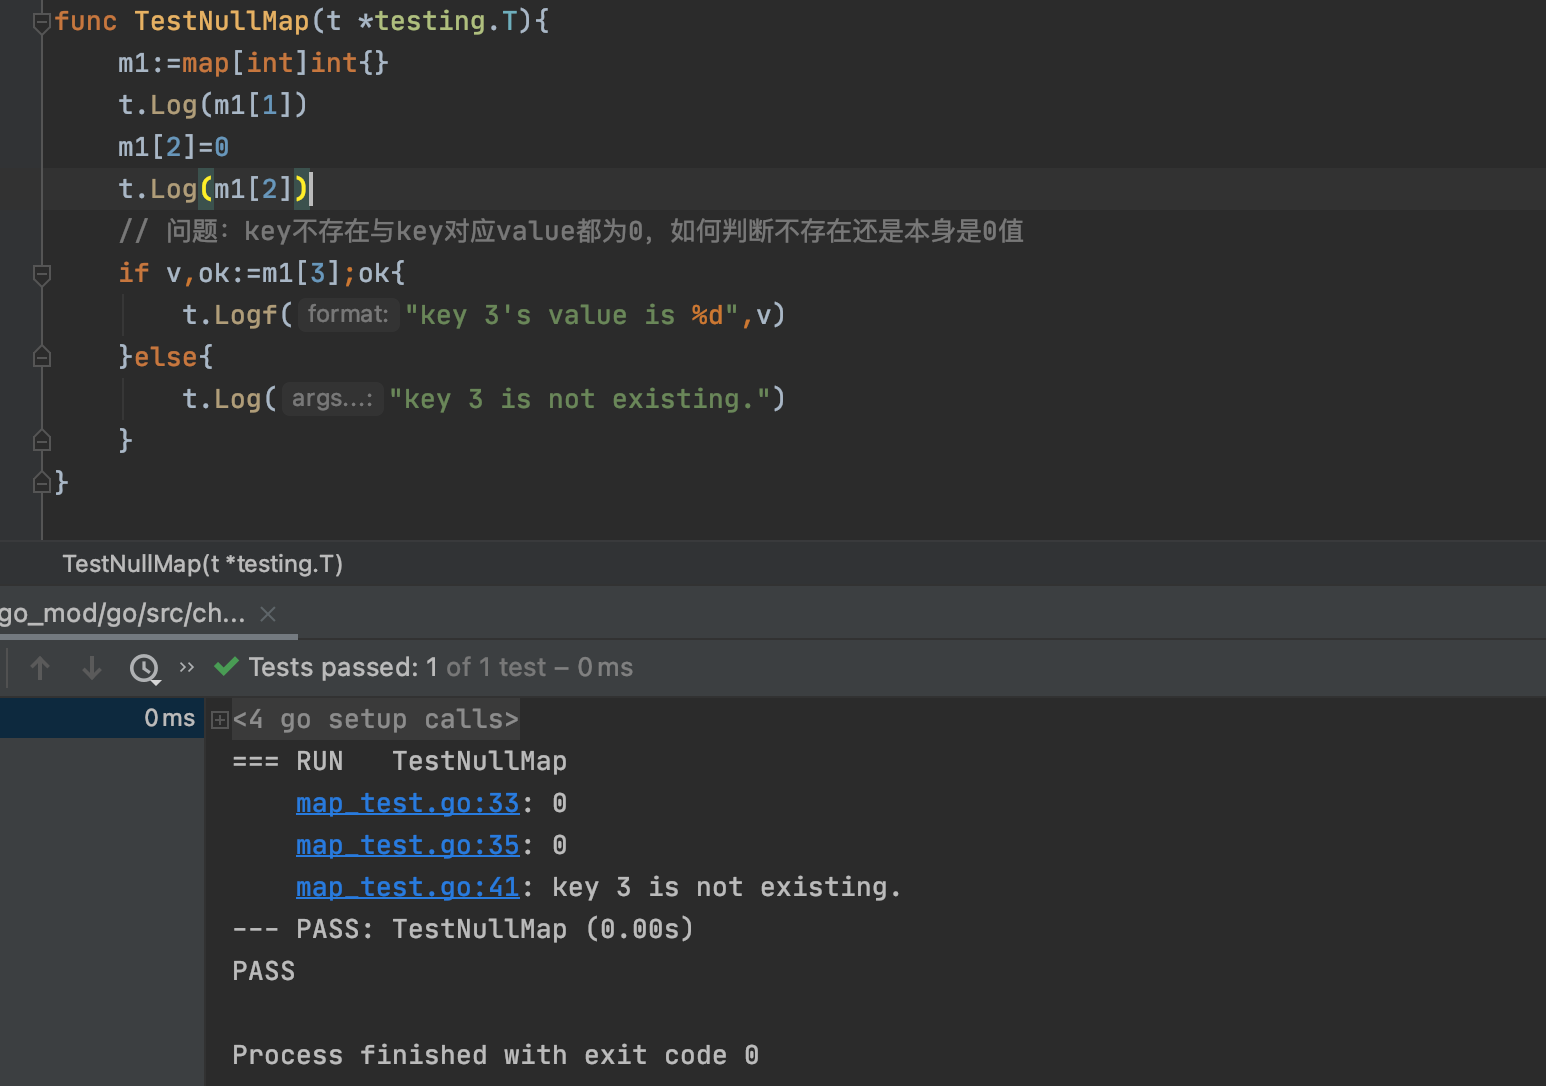 func TestNullMap(t *testing.T){
m1:=map[int]int{}
t.Log(m1[1])
m1[2]=0
t.Log(m1[2])
// 问题：key不存在与key对应value都为0，如何判断不存在还是本身是0值
if v,ok:=m1[3];ok{
t.Logf( format: "key 3's value is %d",v)
}else{
t.Log( args...: "key 3 is not existing.")
}
}
TestNullMap(t *testing.T)
go_mod/go/src/ch... ×
» Tests passed: 1 of 1 test – 0 ms
0 ms <4 go setup calls>
=== RUN   TestNullMap
map_test.go:33: 0
map_test.go:35: 0
map_test.go:41: key 3 is not existing.
--- PASS: TestNullMap (0.00s)
PASS
Process finished with exit code 0